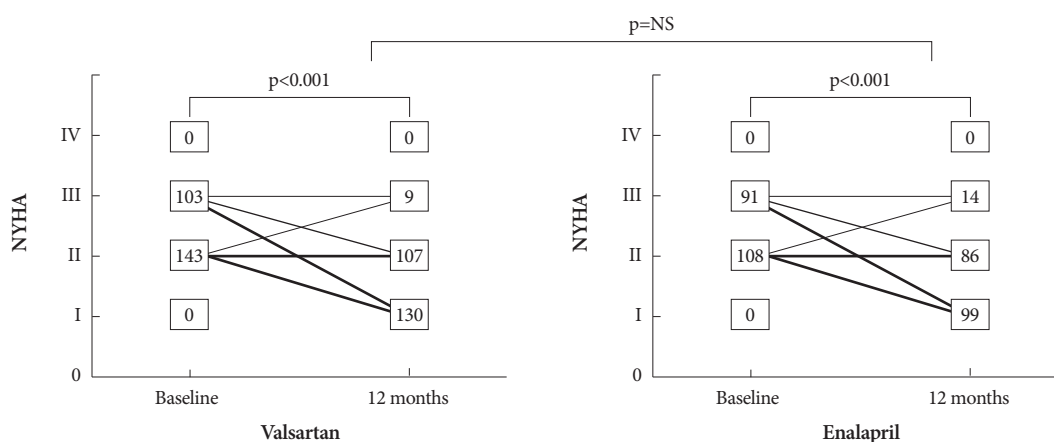 p=NS
p<0.001
p<0.001
NYHA
IV
III
II
I
0
0
0
103
9
143
107
0
130
Baseline
12 months
Valsartan
NYHA
IV
III
II
I
0
0
0
91
14
108
86
0
99
Baseline
12 months
Enalapril